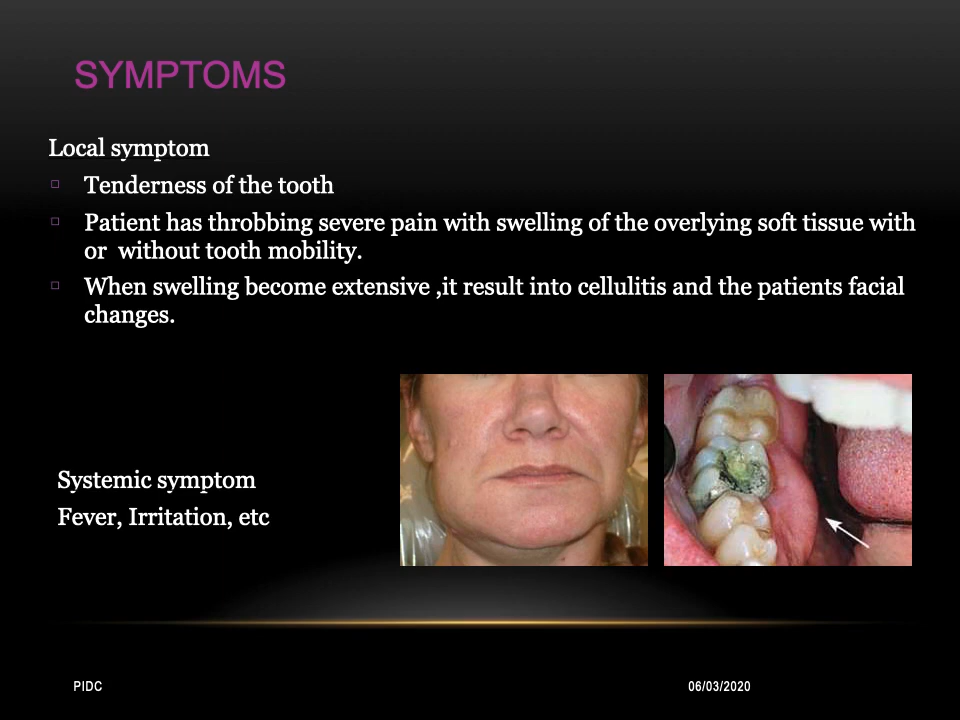 SYMPTOMS
Local symptom
Tenderness of the tooth
Patient has throbbing severe pain with swelling of the overlying soft tissue with
or  without tooth mobility.
When swelling become extensive ,it result into cellulitis and the patients facial
changes.
Systemic symptom
Fever, Irritation, etc
PIDC
06/03/2020